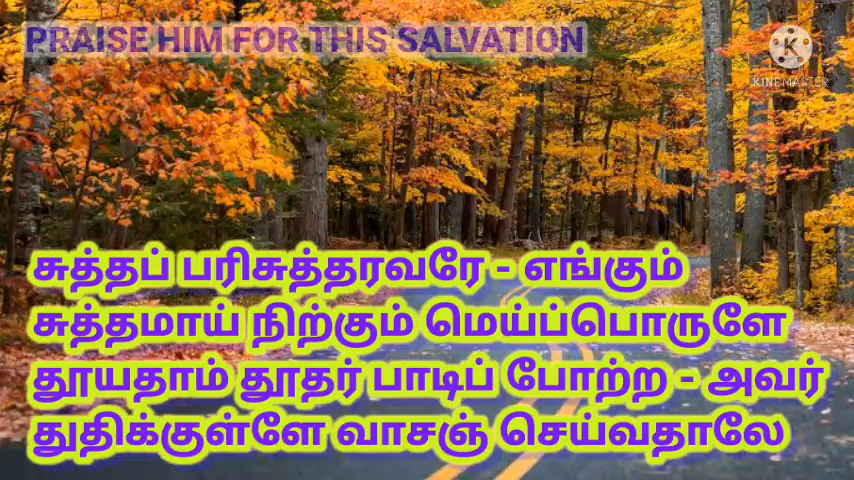 PRAISE HIM FOR THIS SALVATION
KINEMASTER
சுத்தப் பரிசுத்தரவரே - எங்கும்
சுத்தமாய் நிற்கும் மெய்ப்பொருளே
தூயதாம் தூதர் பாடிப் போற்ற - அவர்
துதிக்குள்ளே வாசஞ் செய்வதாலே